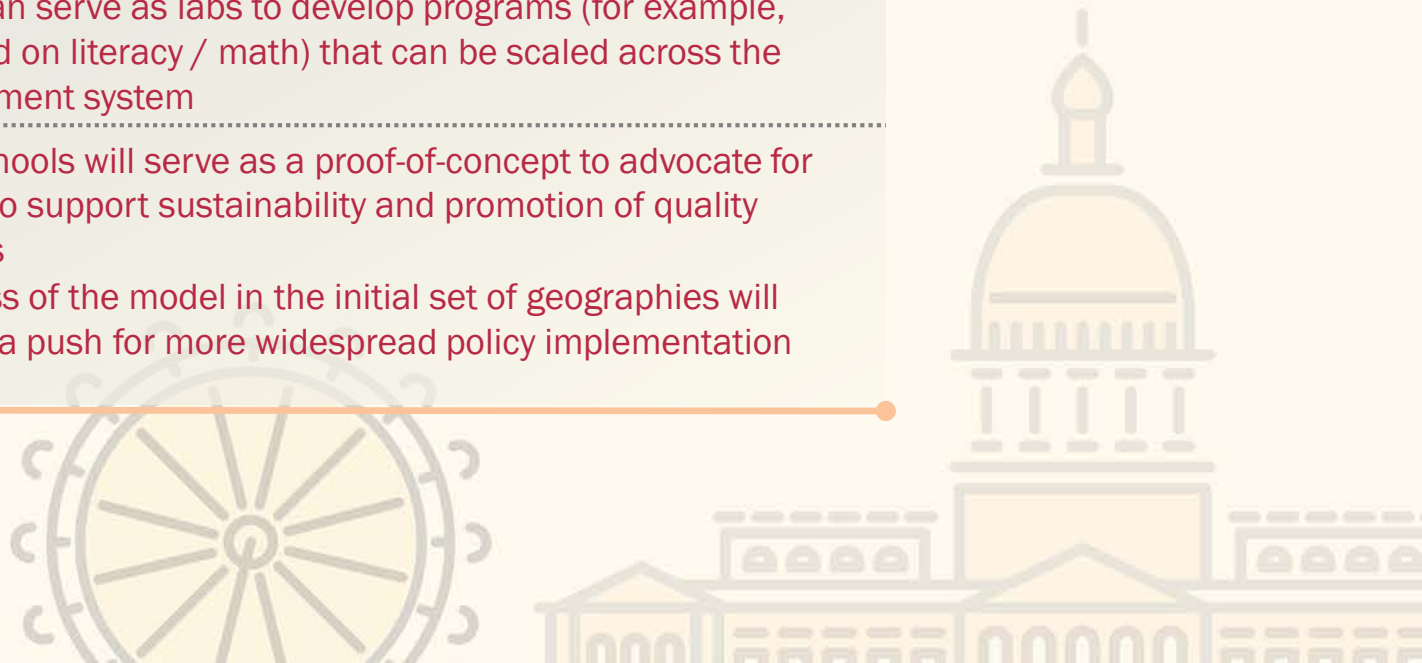 an serve as labs to develop programs (for example,
d on literacy / math) that can be scaled across the
ment system
hools will serve as a proof-of-concept to advocate for
o support sustainability and promotion of quality
s
ss of the model in the initial set of geographies will
a push for more widespread policy implementation